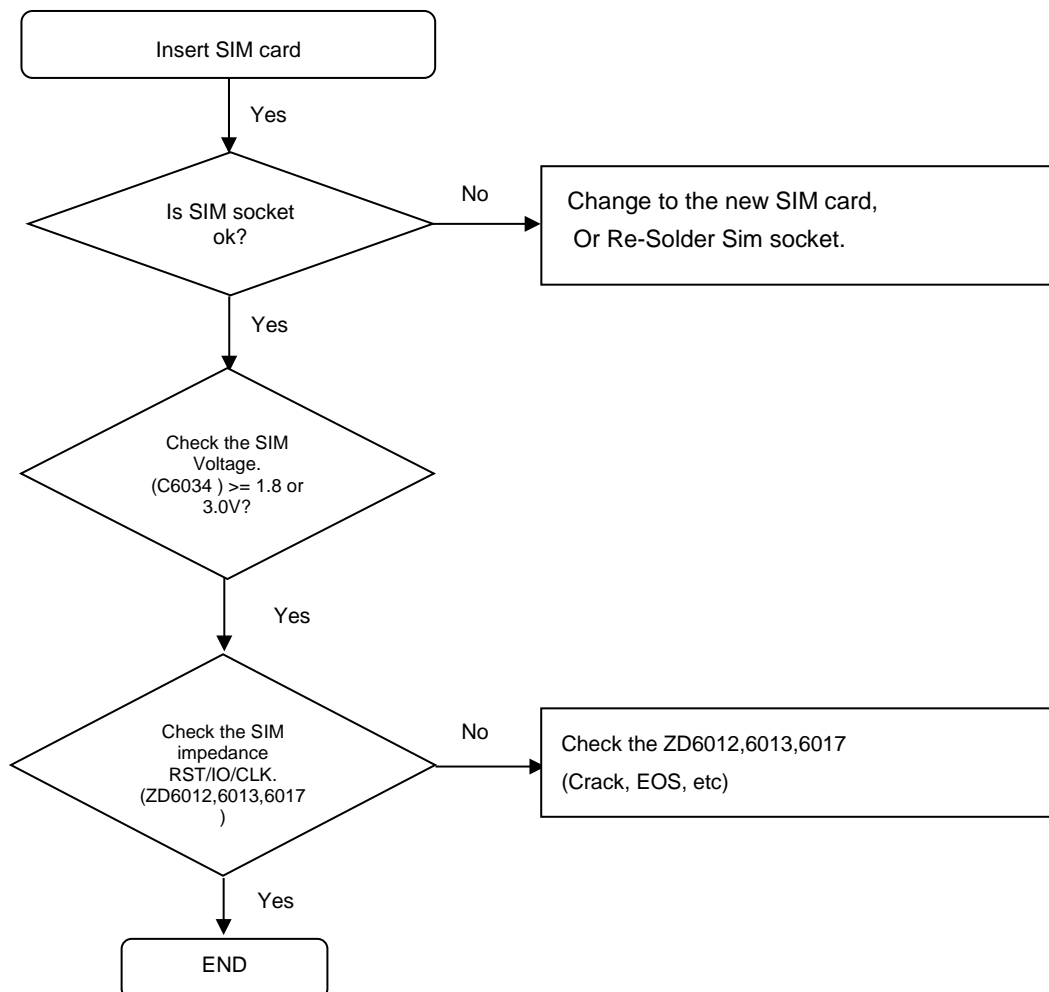 Insert SIM card
Yes
Is SIM socket
ok?
No
Change to the new SIM card,
Or Re-Solder Sim socket.
Yes
Check the SIM
Voltage.
(C6034 ) >= 1.8 or
3.0V?
Yes
Check the SIM
impedance
RST/IO/CLK.
(ZD6012,6013,6017
)
No
Check the ZD6012,6013,6017
(Crack, EOS, etc)
Yes
END